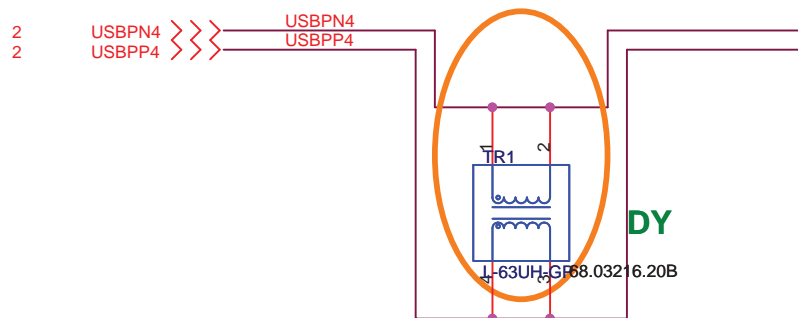 2 USBPN4 USBPN4
2 USBPP4 USBPP4
1 2
TR1
DY
L-63UH-GP 68.03216.20B
4 3